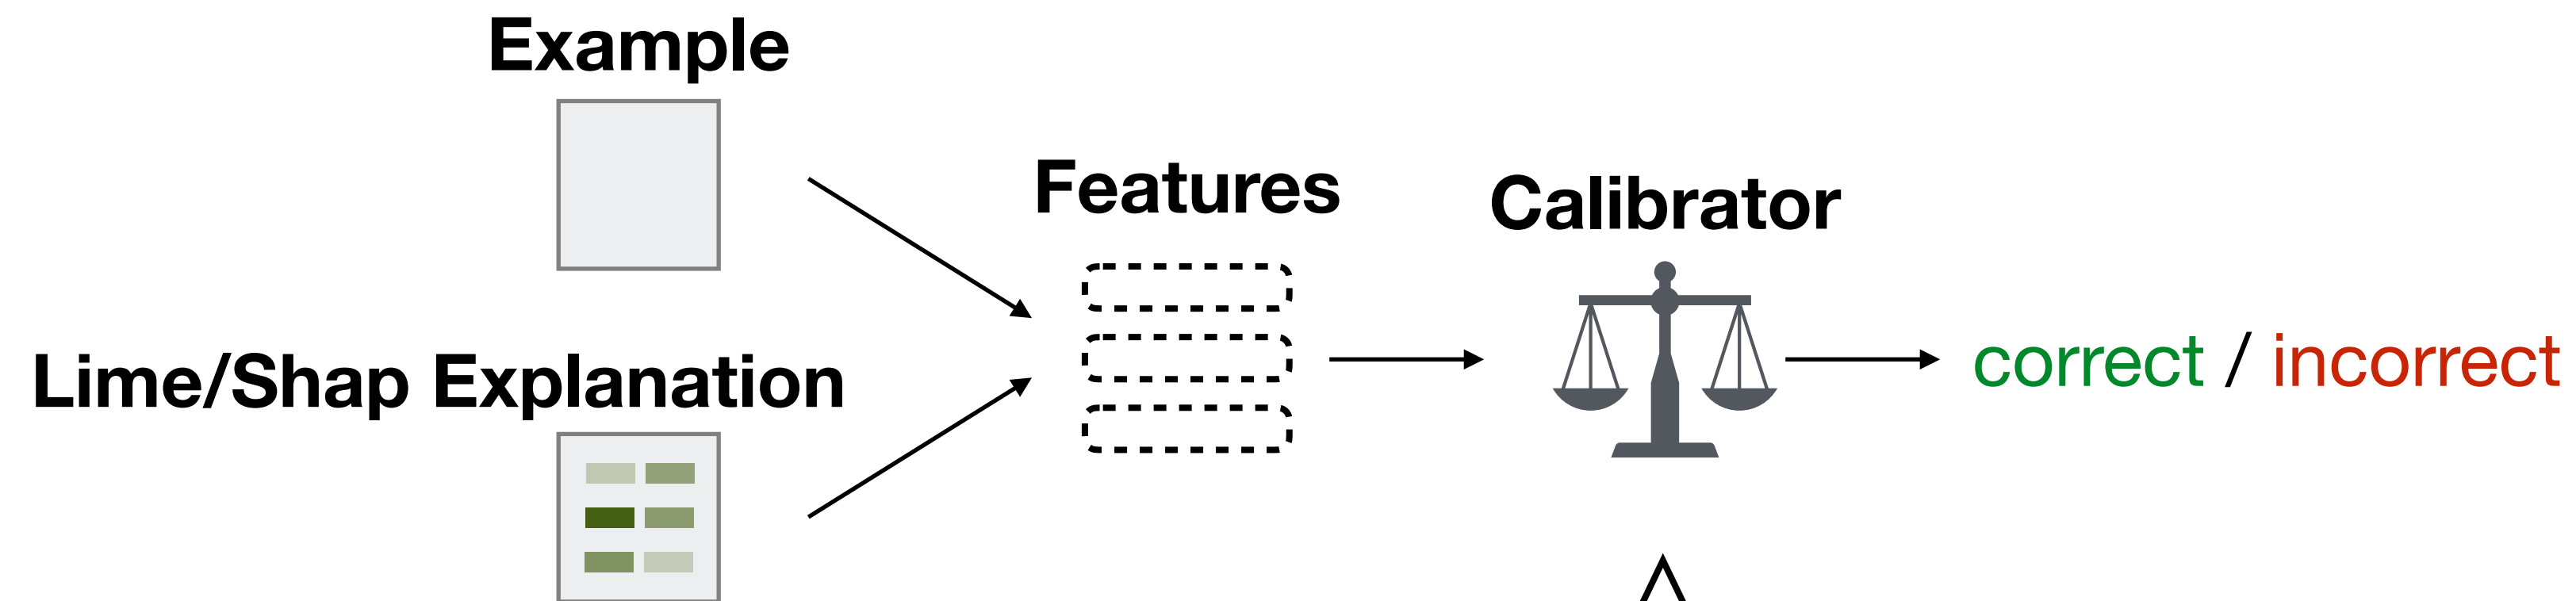 Example
Features
Calibrator
Lime/Shap Explanation
correct / incorrect